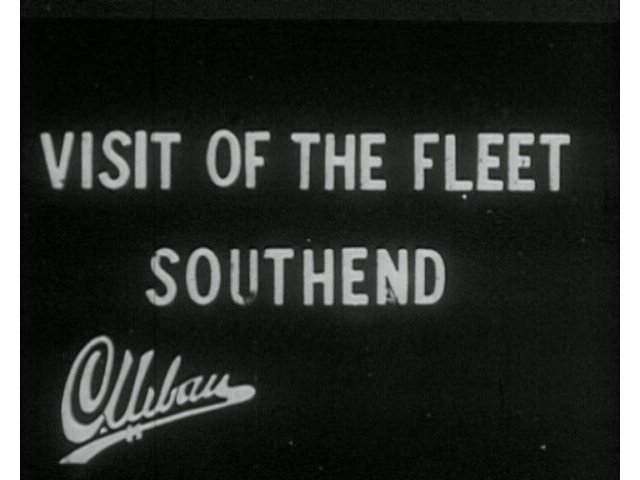 VISIT OF THE FLEET
SOUTHEND
C. Urban